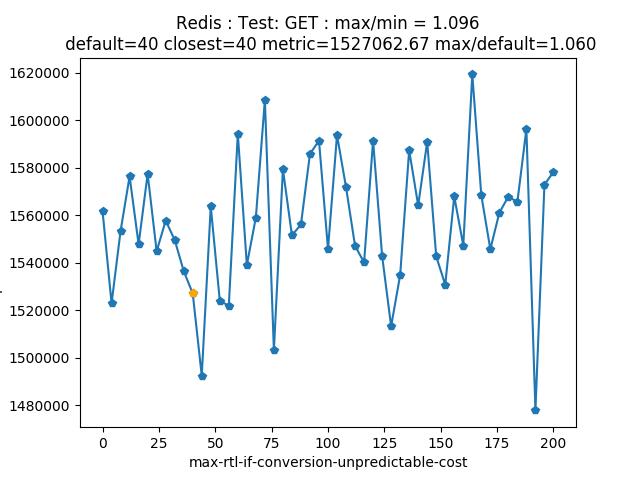 Redis : Test: GET : max/min = 1.096
default=40 closest=40 metric=1527062.67 max/default=1.060
1620000
1600000
1580000
1560000
1540000
1520000
1500000
1480000
0 25 50 75 100 125 150 175 200
max-rtl-if-conversion-unpredictable-cost